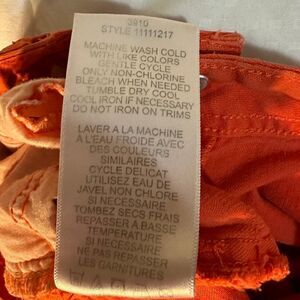 3910
STYLE 11111217
MACHINE WASH COLD
WITH LIKE COLORS
GENTLE CYCLE
ONLY NON-CHLORINE
BLEACH WHEN NEEDED
TUMBLE DRY COOL
COOL IRON IF NECESSARY
DO NOT IRON ON TRIMS
LAVER A LA MACHINE
A L'EAU FROIDE AVEC
DES COULEURS
SIMILAIRES
CYCLE DELICAT
UTILISEZ EAU DE
JAVEL NON CHLORE
SI NECESSAIRE
TOMBEZ SECS FRAIS
REPASSER A BASSE
TEMPERATURE
SI NECESSAIRE
NE PAS REPASSER
LES GARNITURES